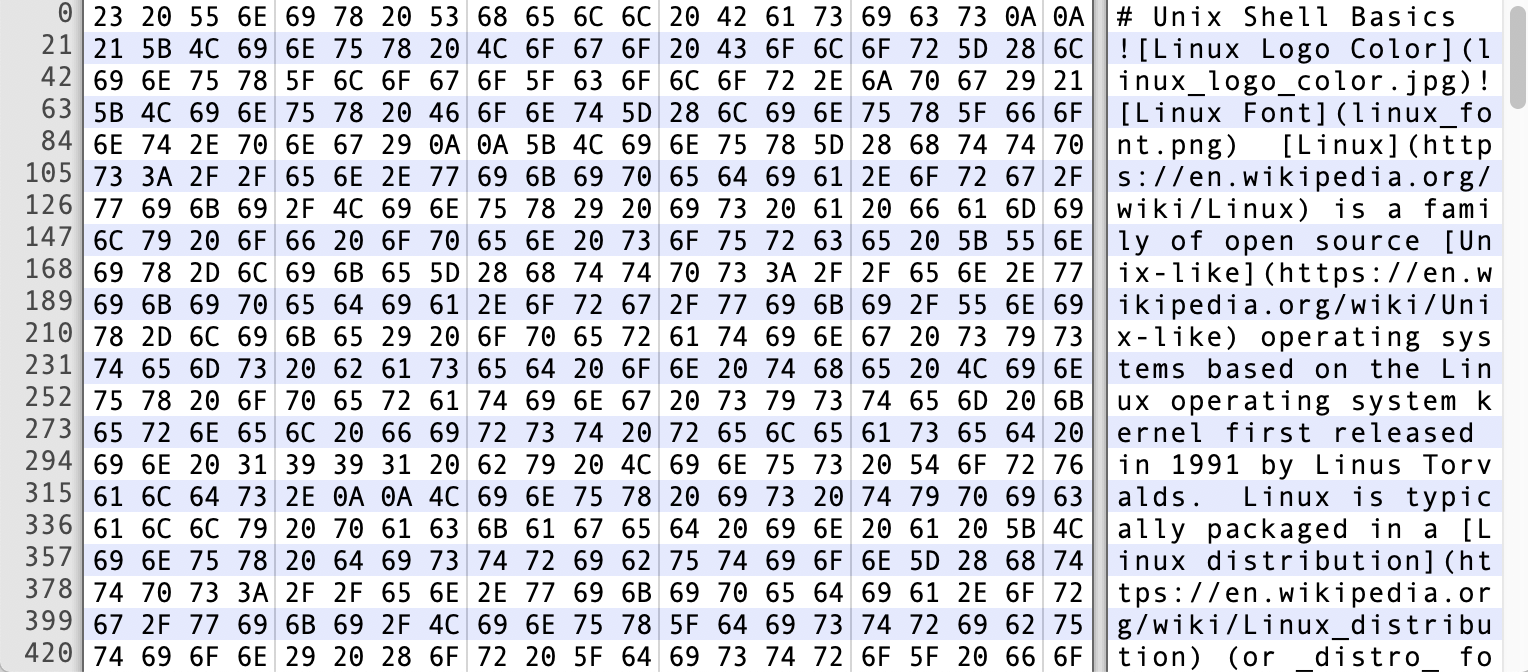 0 23 20 55 6E 69 78 20 53 68 65 6C 6C 20 42 61 73 69 63 73 0A 0A # Unix Shell Basics
21 21 5B 4C 69 6E 75 78 20 4C 6F 67 6F 20 43 6F 6C 6F 72 5D 28 6C ![Linux Logo Color](l
42 69 6E 75 78 5F 6C 6F 67 6F 5F 63 6F 6C 6F 72 2E 6A 70 67 29 21 inux_logo_color.jpg)!
63 5B 4C 69 6E 75 78 20 46 6F 6E 74 5D 28 6C 69 6E 75 78 5F 66 6F [Linux Font](linux_fo
84 6E 74 2E 70 6E 67 29 0A 0A 5B 4C 69 6E 75 78 5D 28 68 74 74 70 nt.png)  [Linux](http
105 73 3A 2F 2F 65 6E 2E 77 69 6B 69 70 65 64 69 61 2E 6F 72 67 2F s://en.wikipedia.org/
126 77 69 6B 69 2F 4C 69 6E 75 78 29 20 69 73 20 61 20 66 61 6D 69 wiki/Linux) is a fami
147 6C 79 20 6F 66 20 6F 70 65 6E 20 73 6F 75 72 63 65 20 5B 55 6E ly of open source [Un
168 69 78 2D 6C 69 6B 65 5D 28 68 74 74 70 73 3A 2F 2F 65 6E 2E 77 ix-like](https://en.w
189 69 6B 69 70 65 64 69 61 2E 6F 72 67 2F 77 69 6B 69 2F 55 6E 69 ikipedia.org/wiki/Uni
210 78 2D 6C 69 6B 65 29 20 6F 70 65 72 61 74 69 6E 67 20 73 79 73 x-like) operating sys
231 74 65 6D 73 20 62 61 73 65 64 20 6F 6E 20 74 68 65 20 4C 69 6E tems based on the Lin
252 75 78 20 6F 70 65 72 61 74 69 6E 67 20 73 79 73 74 65 6D 20 6B ux operating system k
273 65 72 6E 65 6C 20 66 69 72 73 74 20 72 65 6C 65 61 73 65 64 20 ernel first released
294 69 6E 20 31 39 39 31 20 62 79 20 4C 69 6E 75 73 20 54 6F 72 76 in 1991 by Linus Torv
315 61 6C 64 73 2E 0A 0A 4C 69 6E 75 78 20 69 73 20 74 79 70 69 63 alds.  Linux is typic
336 61 6C 6C 79 20 70 61 63 6B 61 67 65 64 20 69 6E 20 61 20 5B 4C ally packaged in a [L
357 69 6E 75 78 20 64 69 73 74 72 69 62 75 74 69 6F 6E 5D 28 68 74 inux distribution](ht
378 74 70 73 3A 2F 2F 65 6E 2E 77 69 6B 69 70 65 64 69 61 2E 6F 72 tps://en.wikipedia.or
399 67 2F 77 69 6B 69 2F 4C 69 6E 75 78 5F 64 69 73 74 72 69 62 75 g/wiki/Linux_distribu
420 74 69 6F 6E 29 20 28 6F 72 20 5F 64 69 73 74 72 6F 5F 20 66 6F tion) (or _distro_ fo